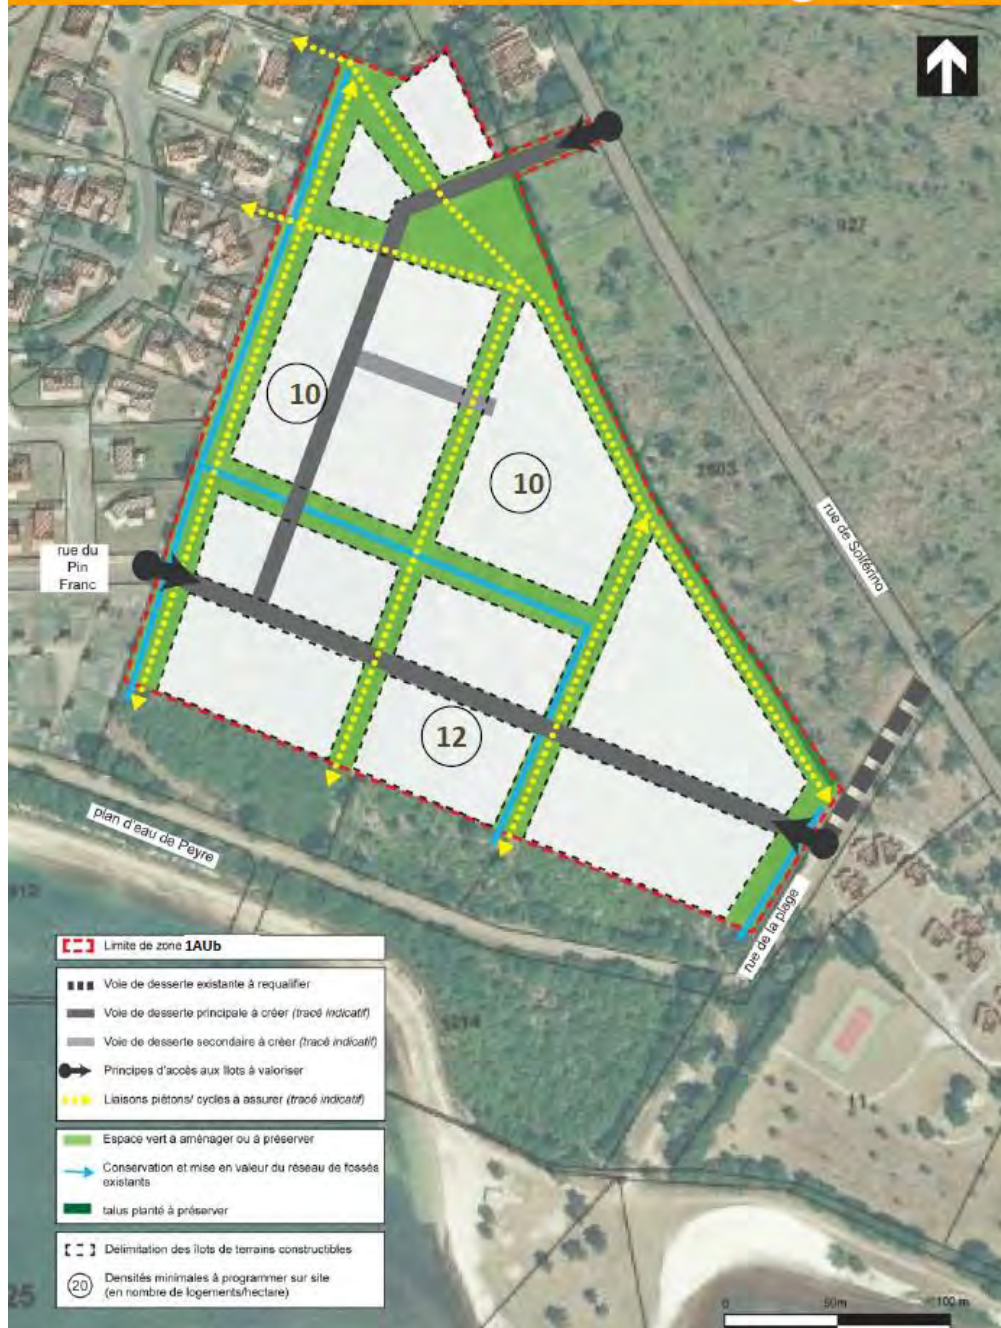 927
1603
10
10
rue de Solférino
rue du
Pin
Franc
12
plan d'eau de Peyre
rue de la plage
Limite de zone 1AUb
Voie de desserte existante à requalifier
Voie de desserte principale à créer (tracé indicatif)
Voie de desserte secondaire à créer (tracé indicatif)
Principes d'accès aux îlots à valoriser
Liaisons piétons/ cycles à assurer (tracé indicatif)
Espace vert à aménager ou à préserver
Conservation et mise en valeur du réseau de fossés
existants
talus planté à préserver
Délimitation des îlots de terrains constructibles
20
Densités minimales à programmer sur site
(en nombre de logements/hectare)
11
25
0 50m 100 m